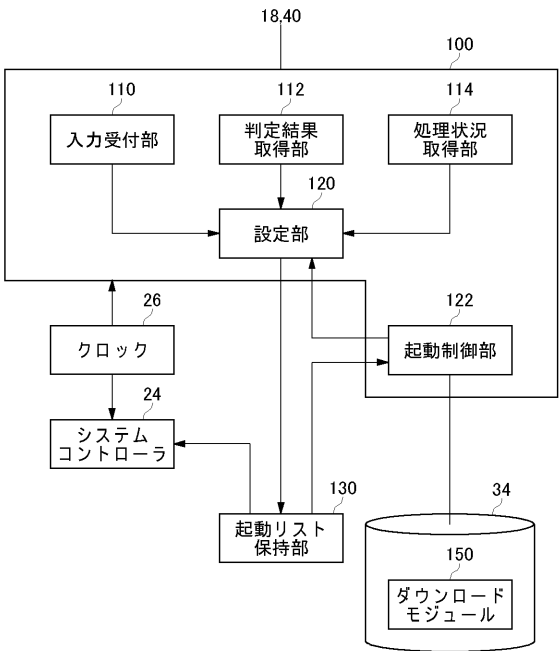 18,40
100
110
112
114
入力受付部
判定結果
取得部
処理状況
取得部
120
設定部
26
クロック
122
起動制御部
24
システム
コントローラ
130
起動リスト
保持部
34
150
ダウンロード
モジュール